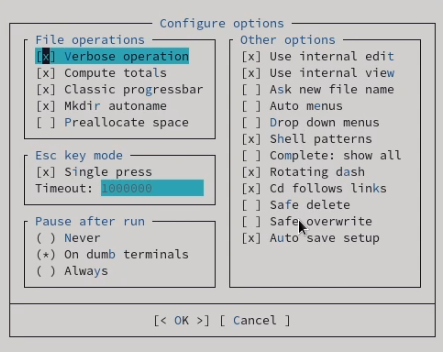 Configure options
File operations
[x] Verbose operation
[x] Compute totals
[x] Classic progressbar
[x] Mkdir autoname
[ ] Preallocate space
Esc key mode
[x] Single press
Timeout: 1000000
Pause after run
( ) Never
(*) On dumb terminals
( ) Always
Other options
[x] Use internal edit
[x] Use internal view
[ ] Ask new file name
[ ] Auto menus
[ ] Drop down menus
[x] Shell patterns
[ ] Complete: show all
[x] Rotating dash
[x] Cd follows links
[ ] Safe delete
[ ] Safe overwrite
[x] Auto save setup
[< OK >] [ Cancel ]